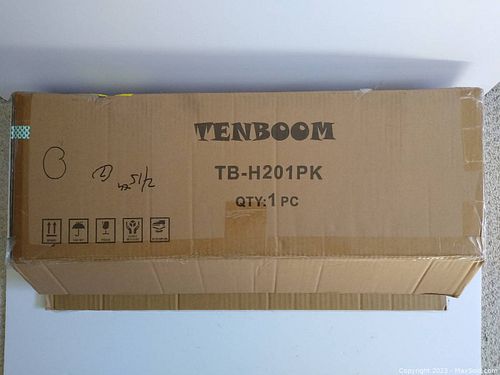 TENBOOM
TB-H201PK
QTY:1 PC
Copyright 2023 - MaxSold.com